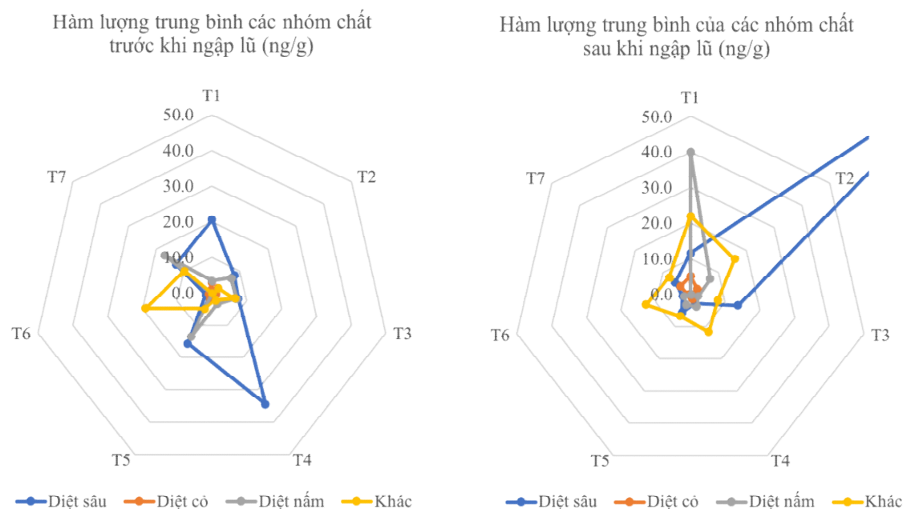 Hàm lượng trung bình các nhóm chất
trước khi ngập lũ (ng/g)
T1
50.0
40.0
30.0
20.0
10.0
0.0
T2
T3
T4
T5
T6
T7
Diệt sâu Diệt cỏ Diệt nấm Khác
Hàm lượng trung bình của các nhóm chất
sau khi ngập lũ (ng/g)
T1
50.0
40.0
30.0
20.0
10.0
0.0
T2
T3
T4
T5
T6
T7
Diệt sâu Diệt cỏ Diệt nấm Khác